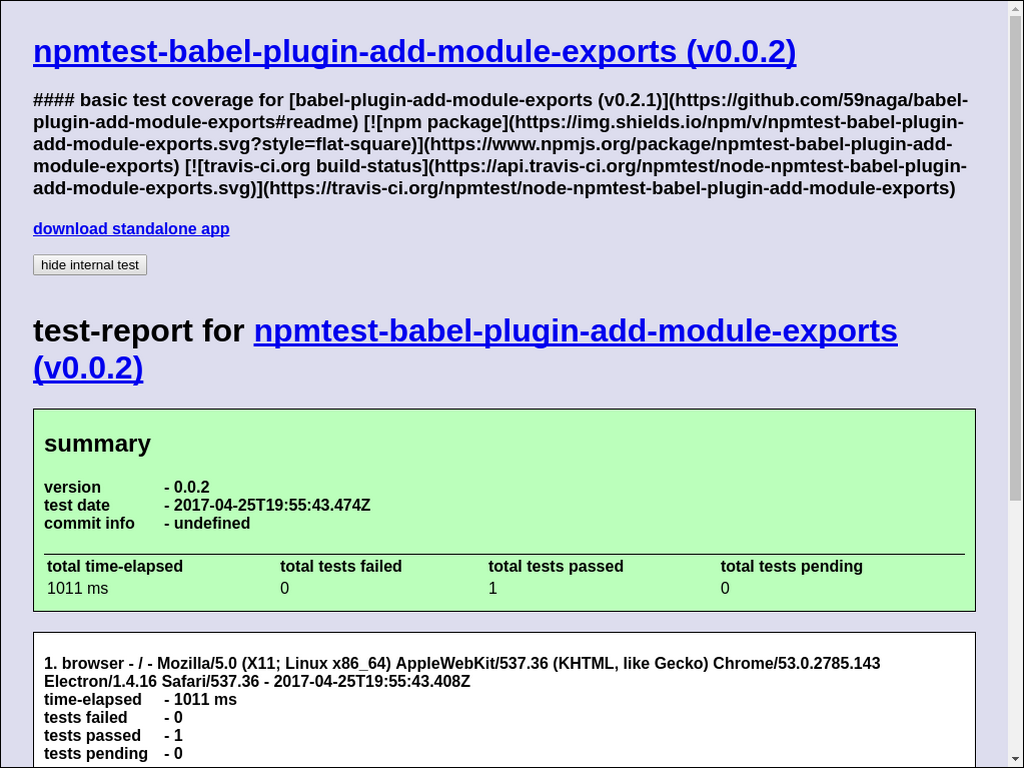 npmtest-babel-plugin-add-module-exports (v0.0.2)
#### basic test coverage for [babel-plugin-add-module-exports (v0.2.1)](https://github.com/59naga/babel-
plugin-add-module-exports#readme) [![npm package](https://img.shields.io/npm/v/npmtest-babel-plugin-
add-module-exports.svg?style=flat-square)](https://www.npmjs.org/package/npmtest-babel-plugin-add-
module-exports) [![travis-ci.org build-status](https://api.travis-ci.org/npmtest/node-npmtest-babel-plugin-
add-module-exports.svg)](https://travis-ci.org/npmtest/node-npmtest-babel-plugin-add-module-exports)
download standalone app
hide internal test
test-report for npmtest-babel-plugin-add-module-exports
(v0.0.2)
summary
version - 0.0.2
test date - 2017-04-25T19:55:43.474Z
commit info - undefined
total time-elapsed total tests failed total tests passed total tests pending
1011 ms 0 1 0
1. browser - / - Mozilla/5.0 (X11; Linux x86_64) AppleWebKit/537.36 (KHTML, like Gecko) Chrome/53.0.2785.143
Electron/1.4.16 Safari/537.36 - 2017-04-25T19:55:43.408Z
time-elapsed - 1011 ms
tests failed - 0
tests passed - 1
tests pending - 0